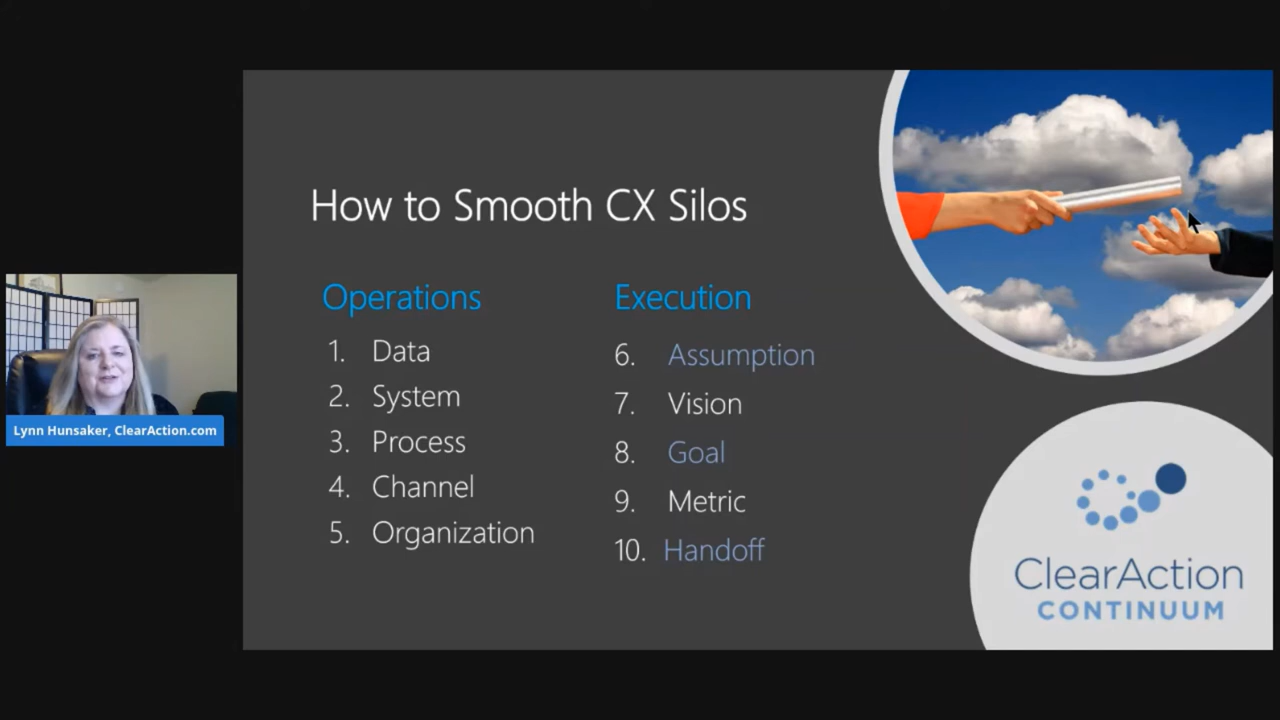 How to Smooth CX Silos
Operations
1. Data
2. System
3. Process
4. Channel
5. Organization
Execution
6. Assumption
7. Vision
8. Goal
9. Metric
10. Handoff
Lynn Hunsaker, ClearAction.com
ClearAction
CONTINUUM